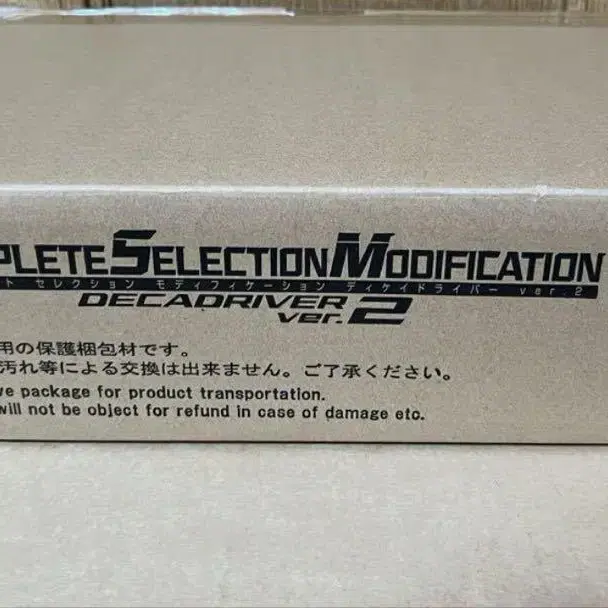 PLETE SELECTION MODIFICATION
ト セレクション モディフィケーション ディケイドライバー ver.2
DECADRIVER
ver.2
用の保護梱包材です。
汚れ等による交換は出来ません。ご了承ください。
ve package for product transportation.
will not be object for refund in case of damage etc.